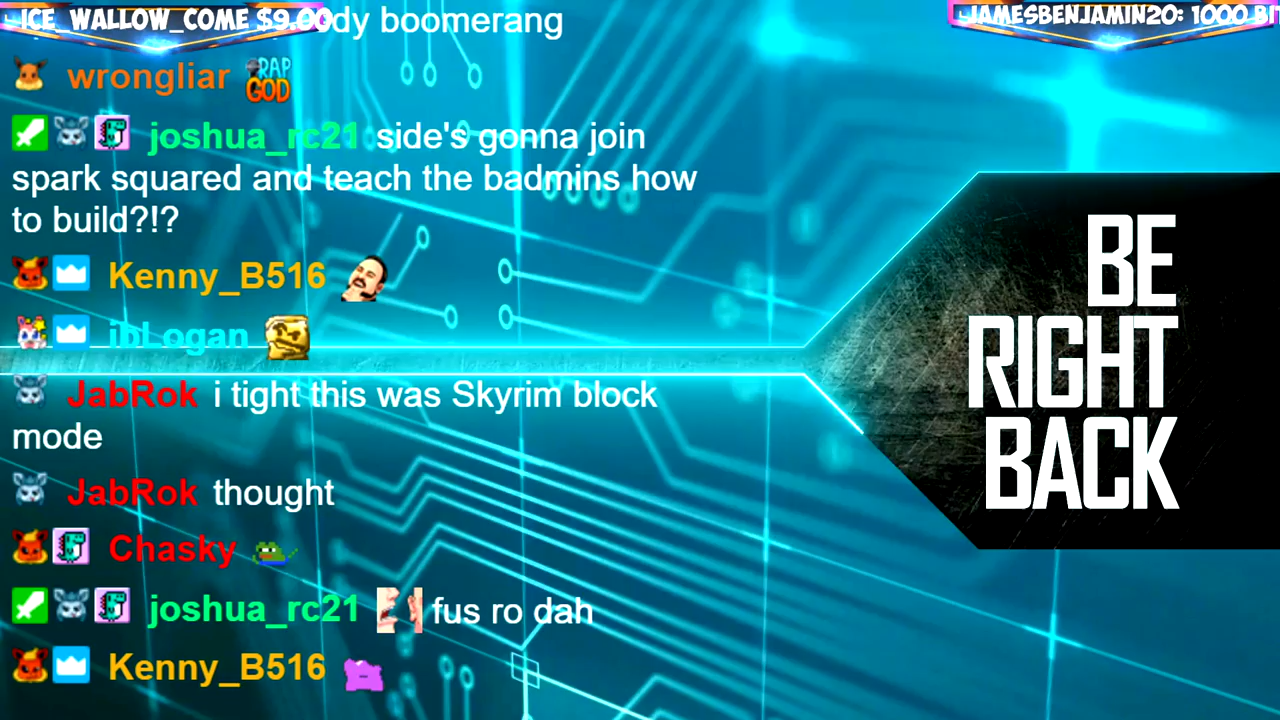 ICE_WALLOW_COME $9.00
dy boomerang
JAMESBENJAMIN20: 1000 BI
wrongliar RAP GOD
joshua_rc21 side's gonna join
spark squared and teach the badmins how
to build?!?
Kenny_B516
ibLogan
JabRok i tight this was Skyrim block
mode
JabRok thought
Chasky
joshua_rc21 fus ro dah
Kenny_B516
BE
RIGHT
BACK